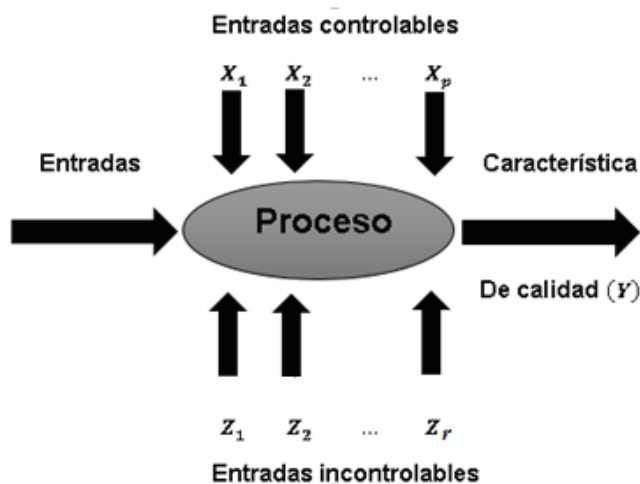 Entradas controlables
X₁ X₂ ... Xₚ
Entradas
Característica
Proceso
De calidad (Y)
Z₁ Z₂ ... Zᵣ
Entradas incontrolables